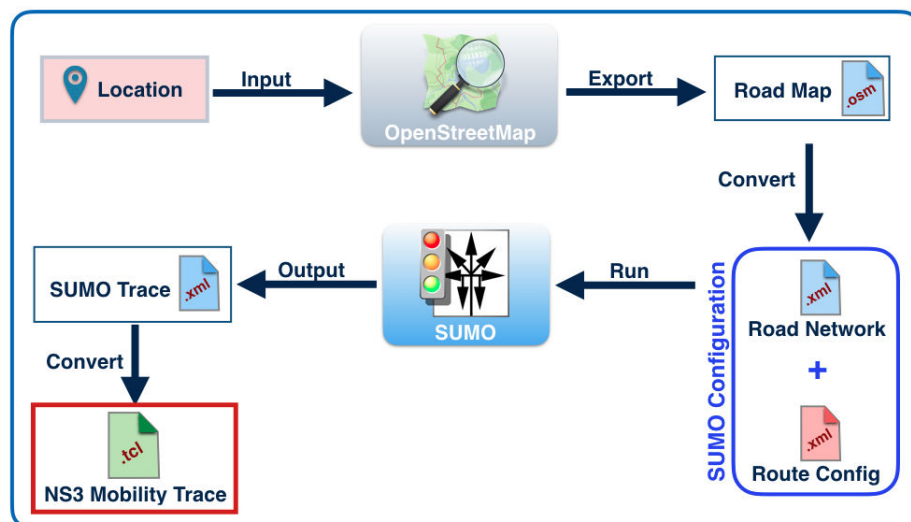 Location
Input
OpenStreetMap
Export
Road Map
.osm
Convert
SUMO Trace
.xml
Output
SUMO
Run
SUMO Configuration
.xml
Road Network
+
.xml
Route Config
Convert
.tcl
NS3 Mobility Trace